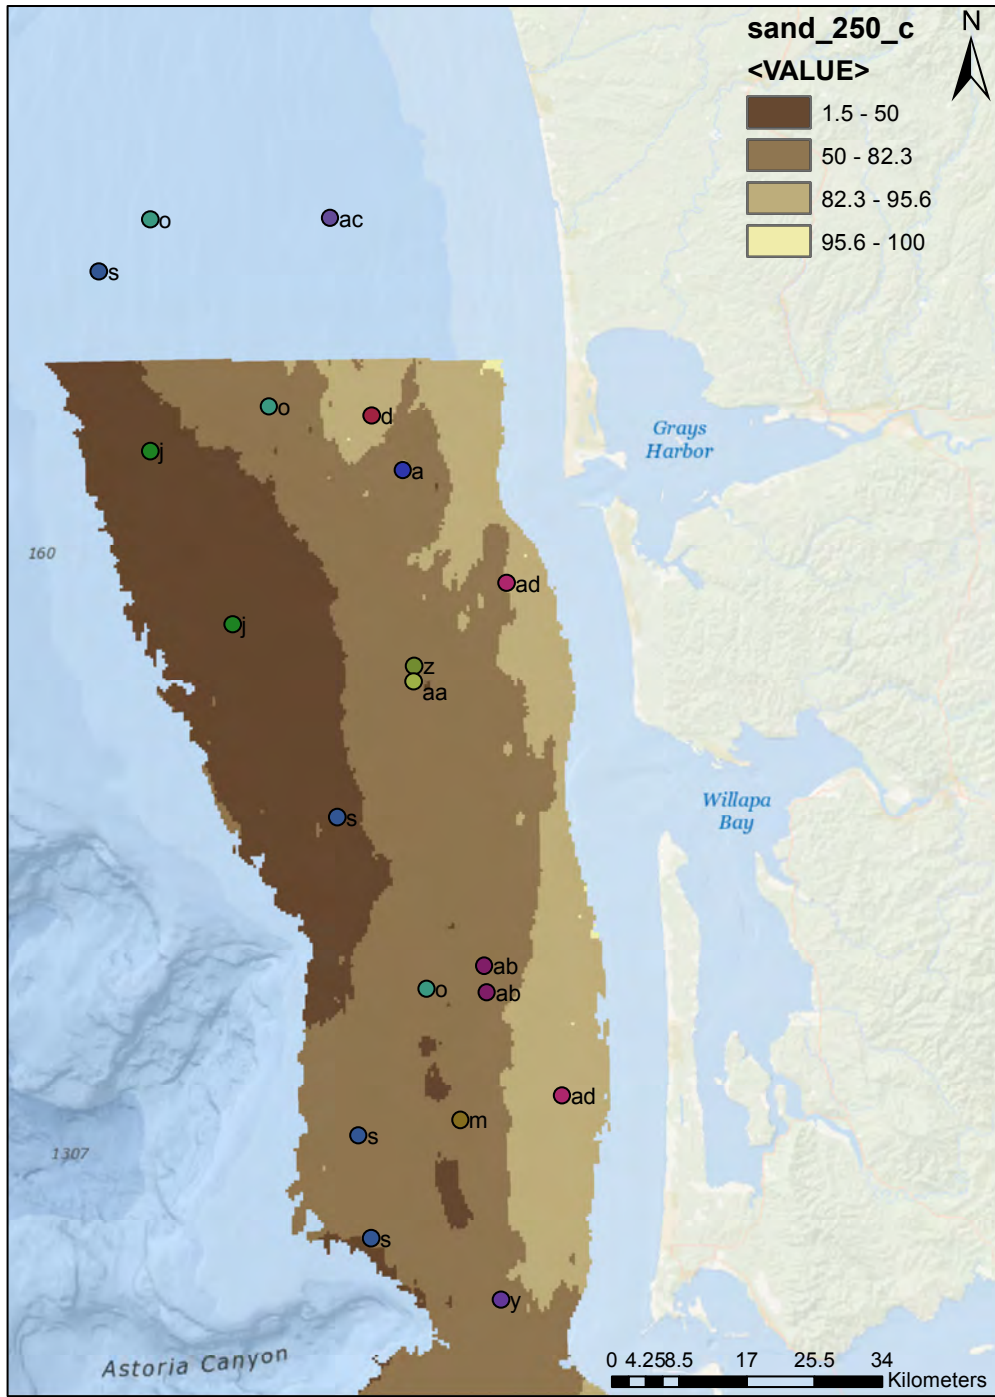 sand_250_c
N
<VALUE>
1.5 - 50
50 - 82.3
82.3 - 95.6
95.6 - 100
o
ac
s
o
d
j
a
Grays
Harbor
160
ad
j
z
aa
Willapa
Bay
s
ab
o
ab
ad
m
s
1307
s
y
Astoria Canyon
0 4.25 8.5 17 25.5 34
Kilometers